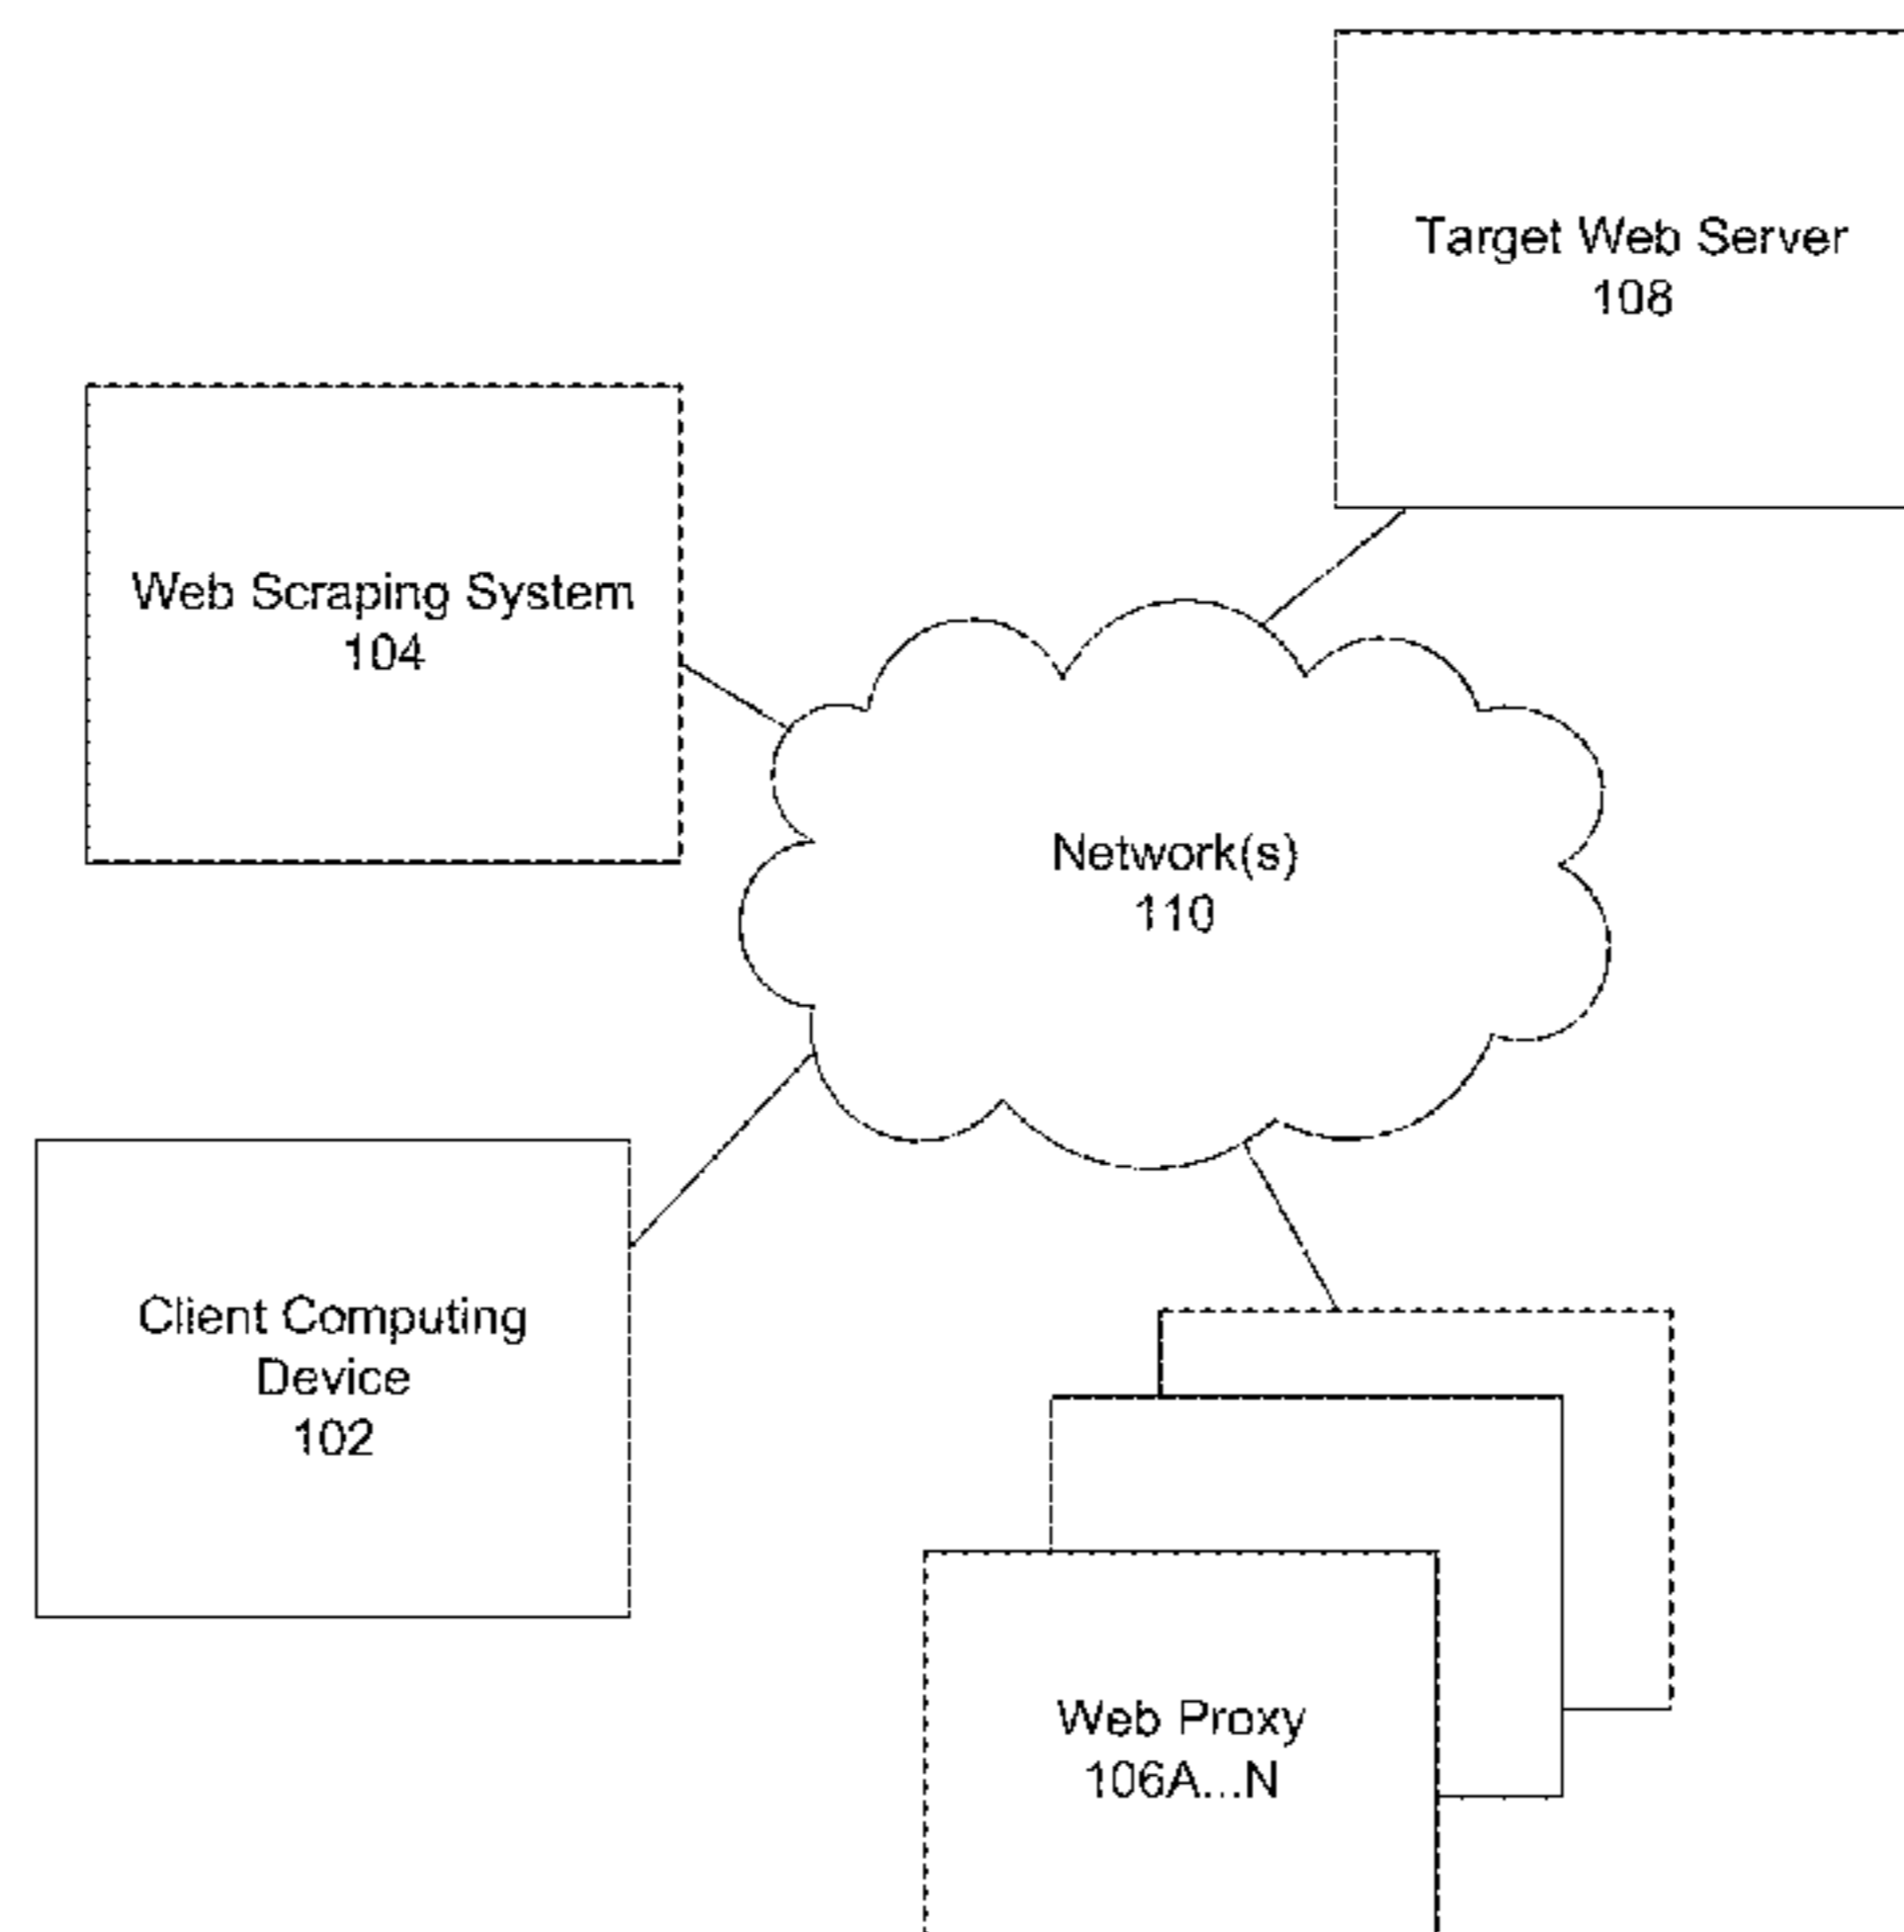 Target Web Server
108
Web Scraping System
104
Network(s)
110
Client Computing
Device
102
Web Proxy
106A...N